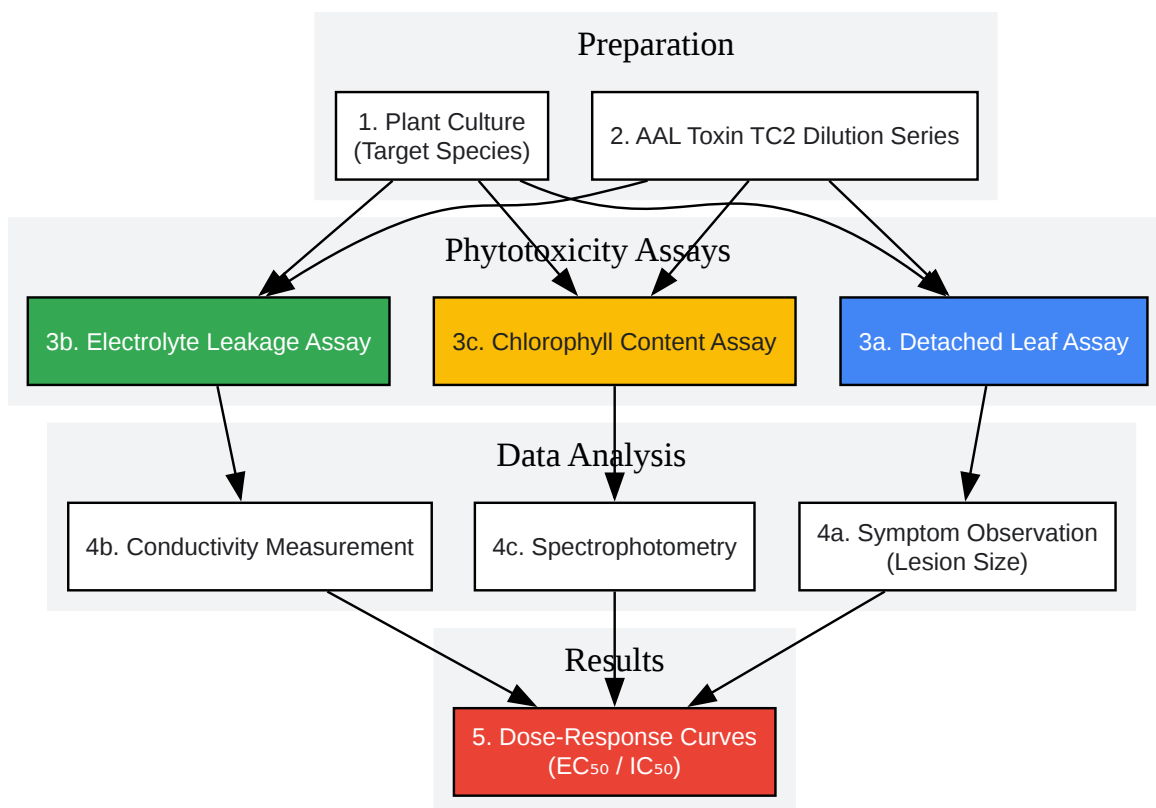 Preparation
1. Plant Culture
(Target Species)
2. AAL Toxin TC2 Dilution Series
Phytotoxicity Assays
3b. Electrolyte Leakage Assay
3c. Chlorophyll Content Assay
3a. Detached Leaf Assay
Data Analysis
4b. Conductivity Measurement
4c. Spectrophotometry
4a. Symptom Observation
(Lesion Size)
Results
5. Dose-Response Curves
(EC₅₀ / IC₅₀)